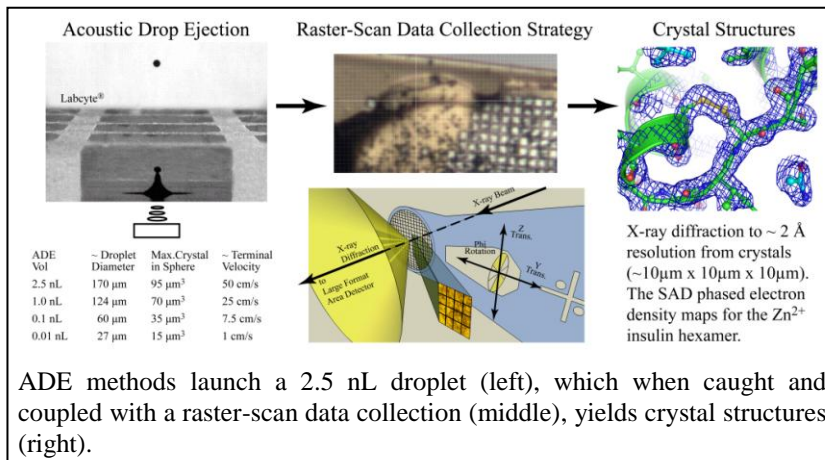 Acoustic Drop Ejection
Raster-Scan Data Collection Strategy
Crystal Structures
Labcyte®
ADE Vol ~ Droplet Diameter Max.Crystal in Sphere ~ Terminal Velocity
2.5 nL 170 µm 95 µm³ 50 cm/s
1.0 nL 124 µm 70 µm³ 25 cm/s
0.1 nL 60 µm 35 µm³ 7.5 cm/s
0.01 nL 27 µm 15 µm³ 1 cm/s
X-ray Beam
X-ray
Diffraction
to
Large Format
Area Detector
Z
Trans.
Phi
Rotation
Y
Trans.
X-ray diffraction to ~ 2 Å
resolution from crystals
(~10µm x 10µm x 10µm).
The SAD phased electron
density maps for the Zn²⁺
insulin hexamer.
ADE methods launch a 2.5 nL droplet (left), which when caught and
coupled with a raster-scan data collection (middle), yields crystal structures
(right).